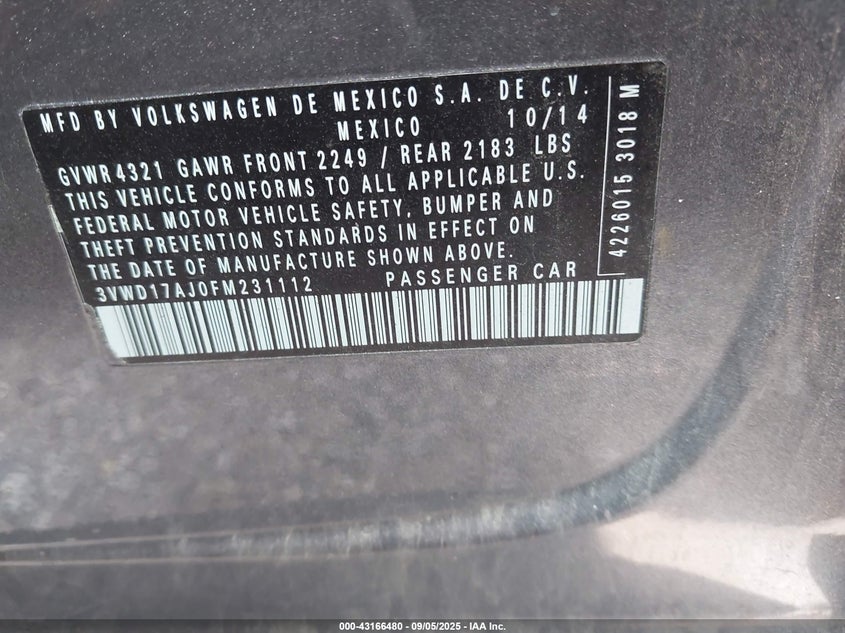 MFD BY VOLKSWAGEN DE MEXICO S.A. DE C.V.
MEXICO 10/14
GVWR 4321 GAWR FRONT 2249 / REAR 2183 LBS
THIS VEHICLE CONFORMS TO ALL APPLICABLE U.S.
FEDERAL MOTOR VEHICLE SAFETY, BUMPER AND
THEFT PREVENTION STANDARDS IN EFFECT ON
THE DATE OF MANUFACTURE SHOWN ABOVE.
3VWD17AJ0FM231112 PASSENGER CAR
4226015 3018 M
000-43166480 - 09/05/2025 - IAA Inc.